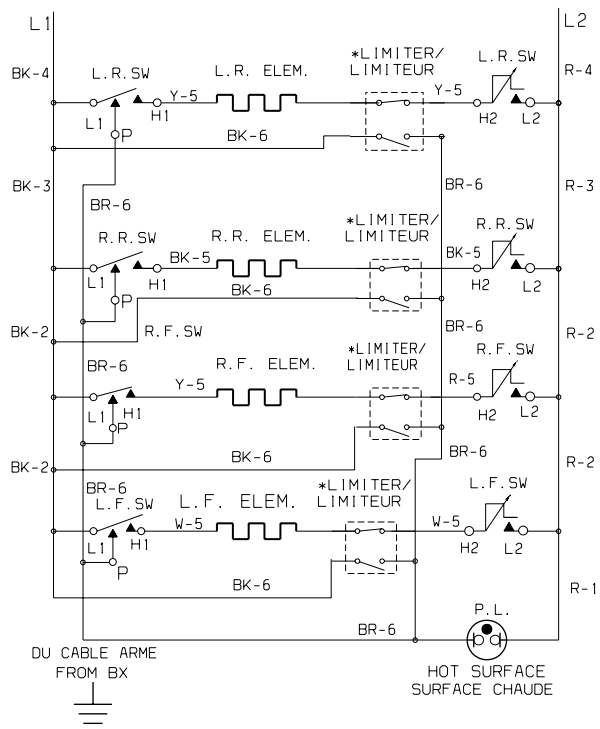 L1
L2
*LIMITER/
LIMITEUR
L.R.SW
BK-4
L.R.SW
L.R. ELEM.
R-4
Y-5
Y-5
L1
H1
H2
L2
P
BK-6
BK-3
BR-6
R-3
BR-6
*LIMITER/
LIMITEUR
R.R.SW
R.R. ELEM.
R.R.SW
BK-5
BK-5
L1
H1
H2
L2
BK-6
P
BK-2
R.F.SW
BR-6
R-2
*LIMITER/
LIMITEUR
R.F.SW
BR-6
R.F. ELEM.
Y-5
R-5
L1
H1
H2
L2
P
BK-6
BR-6
BK-2
R-2
BR-6
*LIMITER/
LIMITEUR
L.F.SW
L.F.SW
L.F. ELEM.
W-5
W-5
L1
H1
H2
L2
P
BK-6
R-1
P.L.
BR-6
DU CABLE ARME
FROM BX
HOT SURFACE
SURFACE CHAUDE